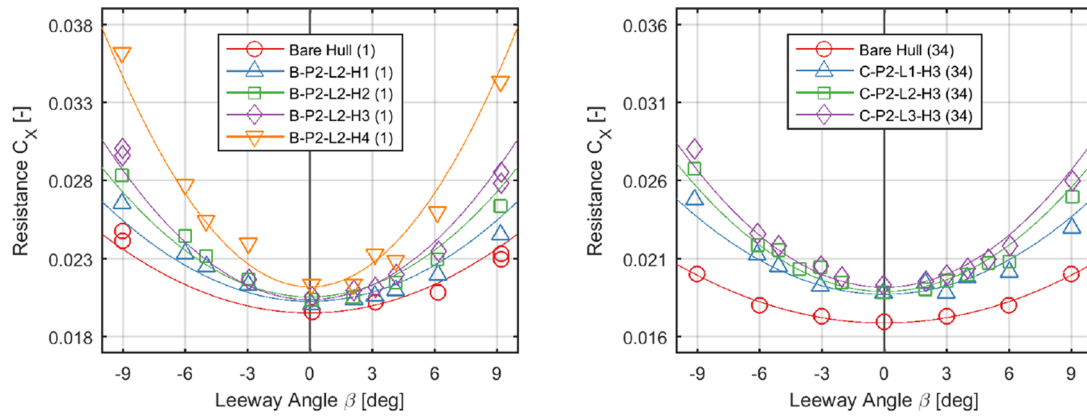 0.038
0.033
0.028
0.023
0.018
Resistance C_X [-]
Bare Hull (1)
B-P2-L2-H1 (1)
B-P2-L2-H2 (1)
B-P2-L2-H3 (1)
B-P2-L2-H4 (1)
-9 -6 -3 0 3 6 9
Leeway Angle β [deg]
0.036
0.031
0.026
0.021
0.016
Resistance C_X [-]
Bare Hull (34)
C-P2-L1-H3 (34)
C-P2-L2-H3 (34)
C-P2-L3-H3 (34)
-9 -6 -3 0 3 6 9
Leeway Angle β [deg]